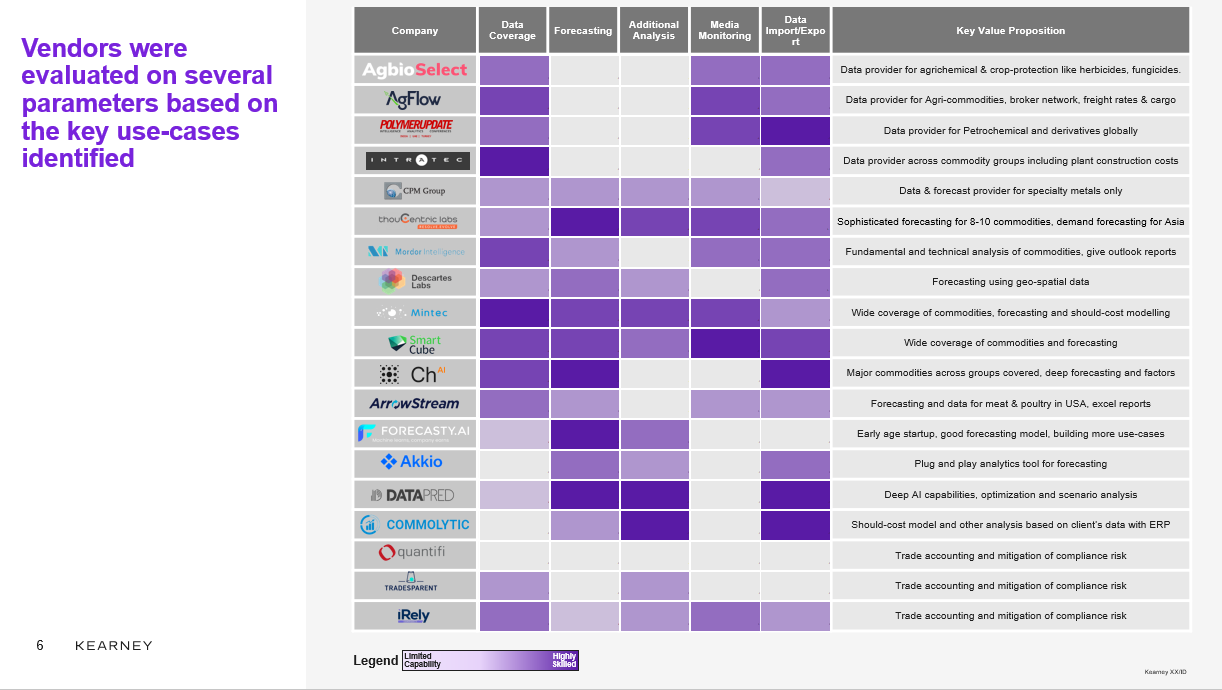 Vendors were
evaluated on several
parameters based on
the key use-cases
identified
Company
Data
Coverage
Forecasting
Additional
Analysis
Media
Monitoring
Data
Import/Expo
rt
Key Value Proposition
AgbioSelect
Data provider for agrichemical & crop-protection like herbicides, fungicides.
AgFlow
Data provider for Agri-commodities, broker network, freight rates & cargo
POLYMERUPDATE
Data provider for Petrochemical and derivatives globally
INTRATEC
Data provider across commodity groups including plant construction costs
CPM Group
Data & forecast provider for specialty metals only
thouCentric labs
Sophisticated forecasting for 8-10 commodities, demand forecasting for Asia
Mordor Intelligence
Fundamental and technical analysis of commodities, give outlook reports
Descartes
Labs
Forecasting using geo-spatial data
Mintec
Wide coverage of commodities, forecasting and should-cost modelling
Smart
Cube
Wide coverage of commodities and forecasting
ChAI
Major commodities across groups covered, deep forecasting and factors
ArrowStream
Forecasting and data for meat & poultry in USA, excel reports
FORECASTY.AI
Early age startup, good forecasting model, building more use-cases
Akkio
Plug and play analytics tool for forecasting
DATAPRED
Deep AI capabilities, optimization and scenario analysis
COMMOLYTIC
Should-cost model and other analysis based on client's data with ERP
quantifi
Trade accounting and mitigation of compliance risk
TRADESPARENT
Trade accounting and mitigation of compliance risk
iRely
Trade accounting and mitigation of compliance risk
6 KEARNEY
Legend
Limited
Capability
Highly
Skilled
Kearney XX/ID